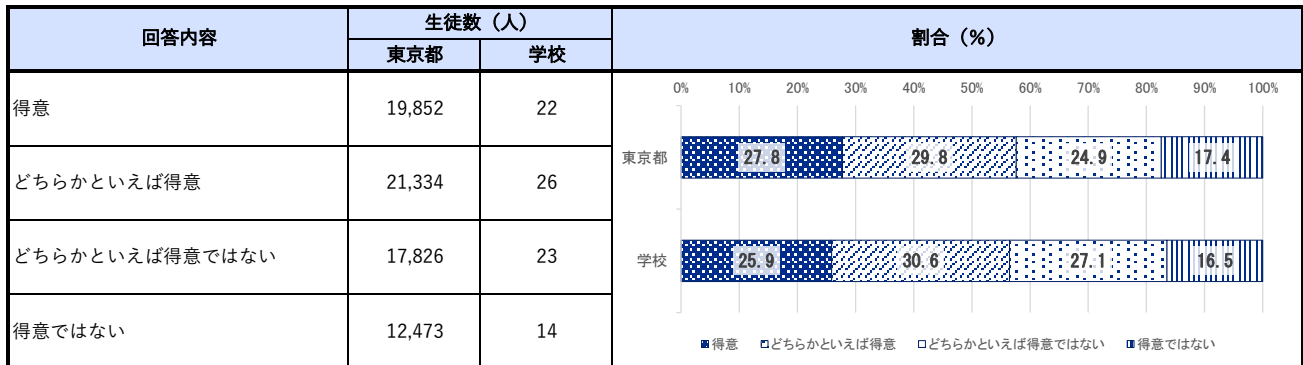 回答内容 生徒数（人） 割合（%）
東京都 学校
得意 19,852 22
どちらかといえば得意 21,334 26
どちらかといえば得意ではない 17,826 23
得意ではない 12,473 14
0% 10% 20% 30% 40% 50% 60% 70% 80% 90% 100%
東京都 27.8 29.8 24.9 17.4
学校 25.9 30.6 27.1 16.5
得意 どちらかといえば得意 どちらかといえば得意ではない 得意ではない